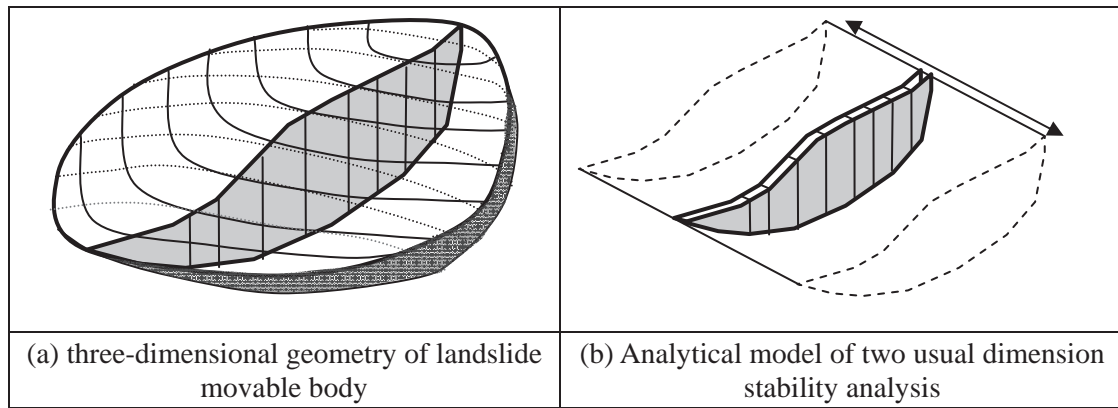 (a) three-dimensional geometry of landslide
movable body
(b) Analytical model of two usual dimension
stability analysis